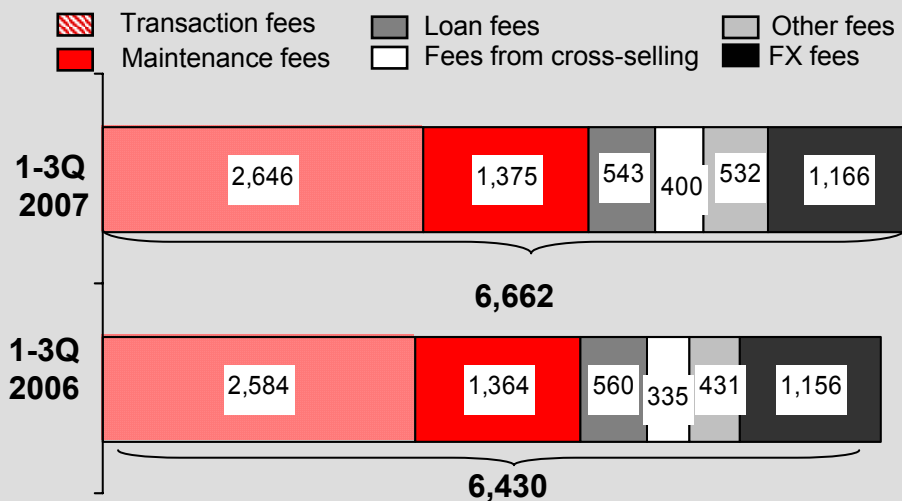 Transaction fees Loan fees Other fees
Maintenance fees Fees from cross-selling FX fees
1-3Q
2007
2,646 1,375 543 400 532 1,166
6,662
1-3Q
2006
2,584 1,364 560 335 431 1,156
6,430